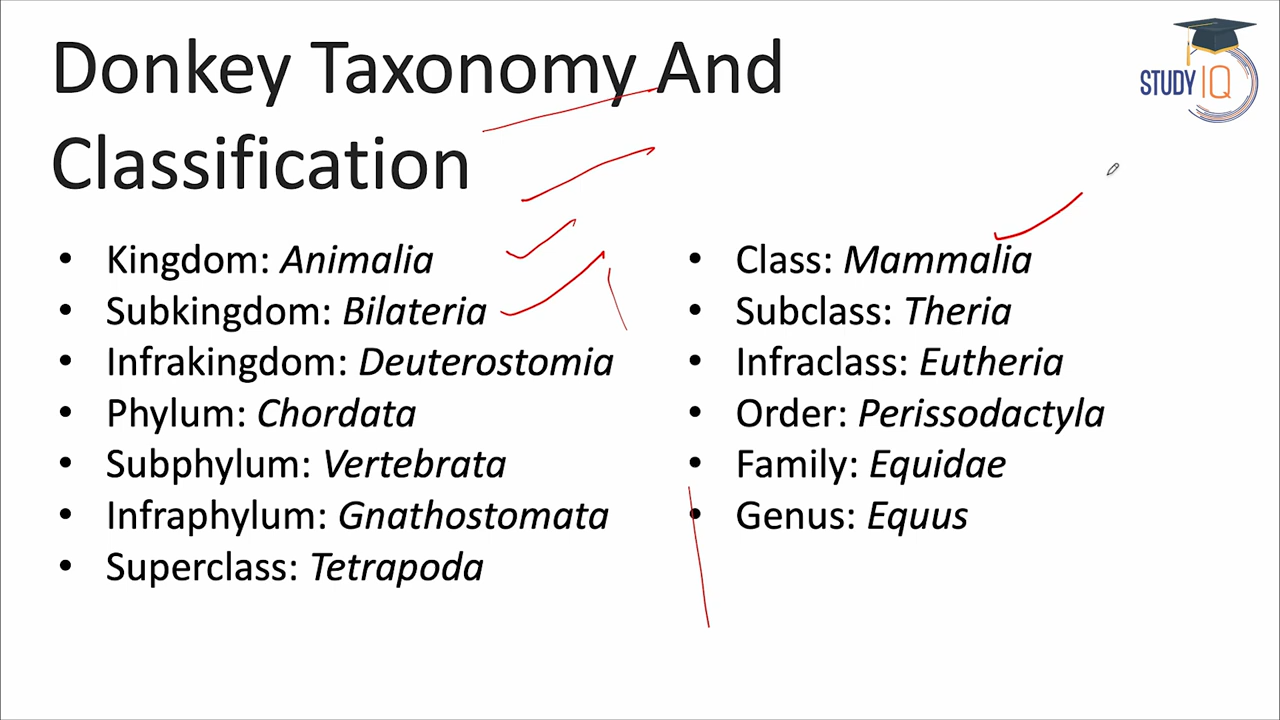 Donkey Taxonomy And
Classification
STUDY IQ
• Kingdom: Animalia
• Subkingdom: Bilateria
• Infrakingdom: Deuterostomia
• Phylum: Chordata
• Subphylum: Vertebrata
• Infraphylum: Gnathostomata
• Superclass: Tetrapoda
• Class: Mammalia
• Subclass: Theria
• Infraclass: Eutheria
• Order: Perissodactyla
• Family: Equidae
• Genus: Equus